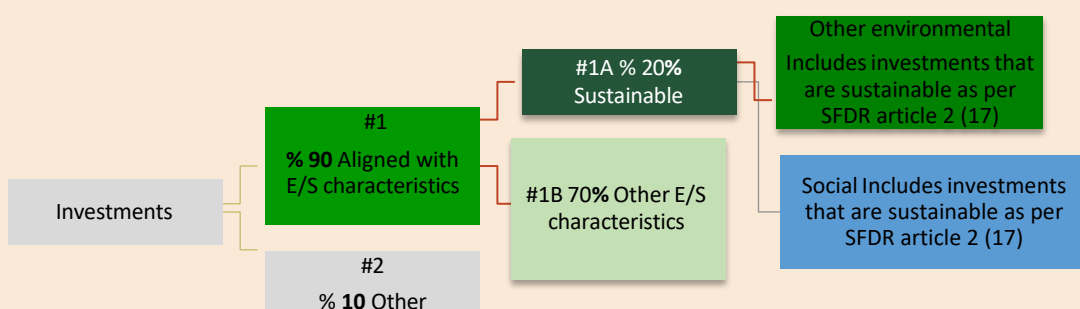 Investments
#1
% 90 Aligned with
E/S characteristics
#2
% 10 Other
#1A % 20%
Sustainable
#1B 70% Other E/S
characteristics
Other environmental
Includes investments that
are sustainable as per
SFDR article 2 (17)
Social Includes investments
that are sustainable as per
SFDR article 2 (17)